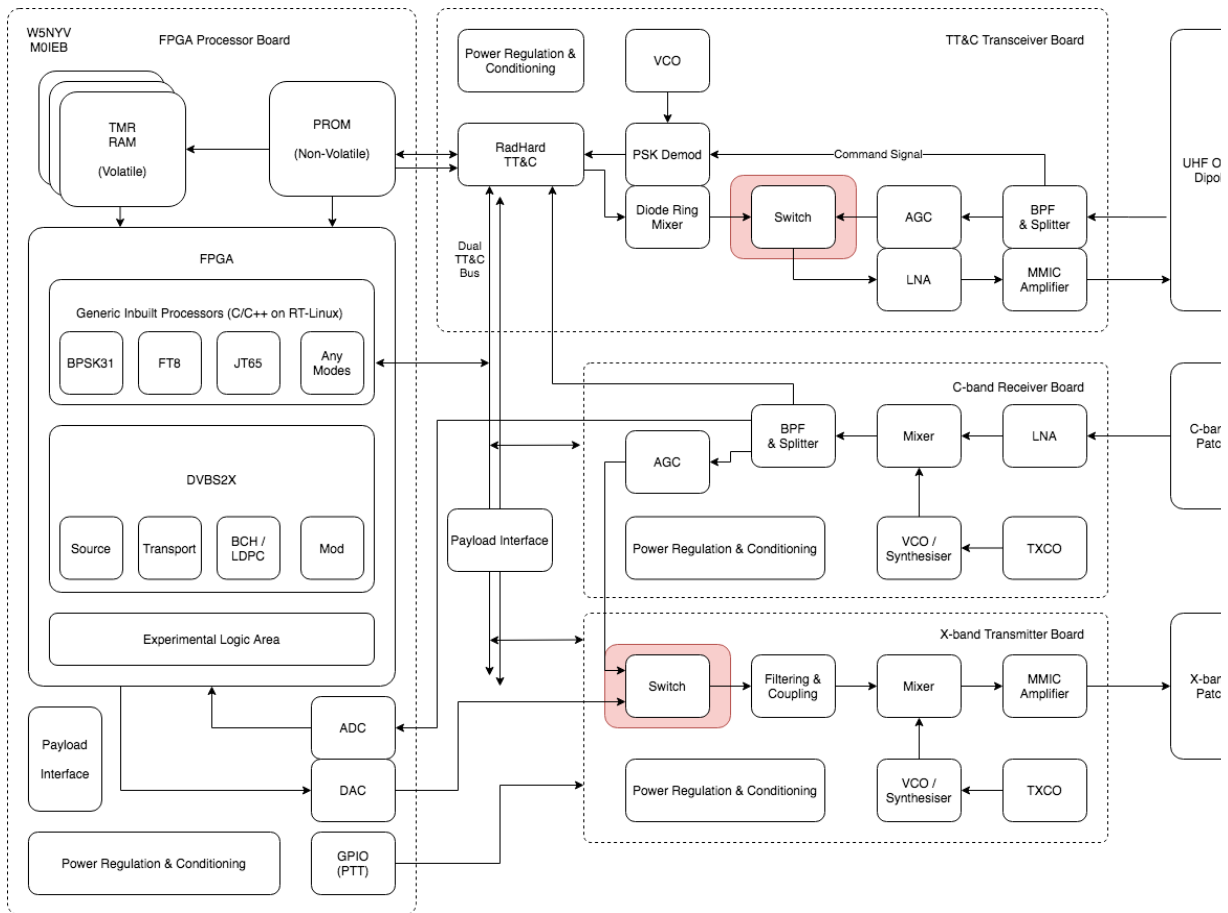 W5NYV
M0IEB
FPGA Processor Board
TMR
RAM
(Volatile)
PROM
(Non-Volatile)
FPGA
Generic Inbuilt Processors (C/C++ on RT-Linux)
BPSK31
FT8
JT65
Any
Modes
DVBS2X
Source
Transport
BCH /
LDPC
Mod
Experimental Logic Area
Payload
Interface
ADC
DAC
Power Regulation & Conditioning
GPIO
(PTT)
TT&C Transceiver Board
Power Regulation &
Conditioning
VCO
RadHard
TT&C
PSK Demod
Command Signal
Diode Ring
Mixer
Switch
AGC
BPF
& Splitter
LNA
MMIC
Amplifier
Dual
TT&C
Bus
Payload Interface
UHF
C-band Receiver Board
BPF
& Splitter
Mixer
LNA
AGC
Power Regulation & Conditioning
VCO /
Synthesiser
TXCO
X-band Transmitter Board
Switch
Filtering &
Coupling
Mixer
MMIC
Amplifier
Power Regulation & Conditioning
VCO /
Synthesiser
TXCO